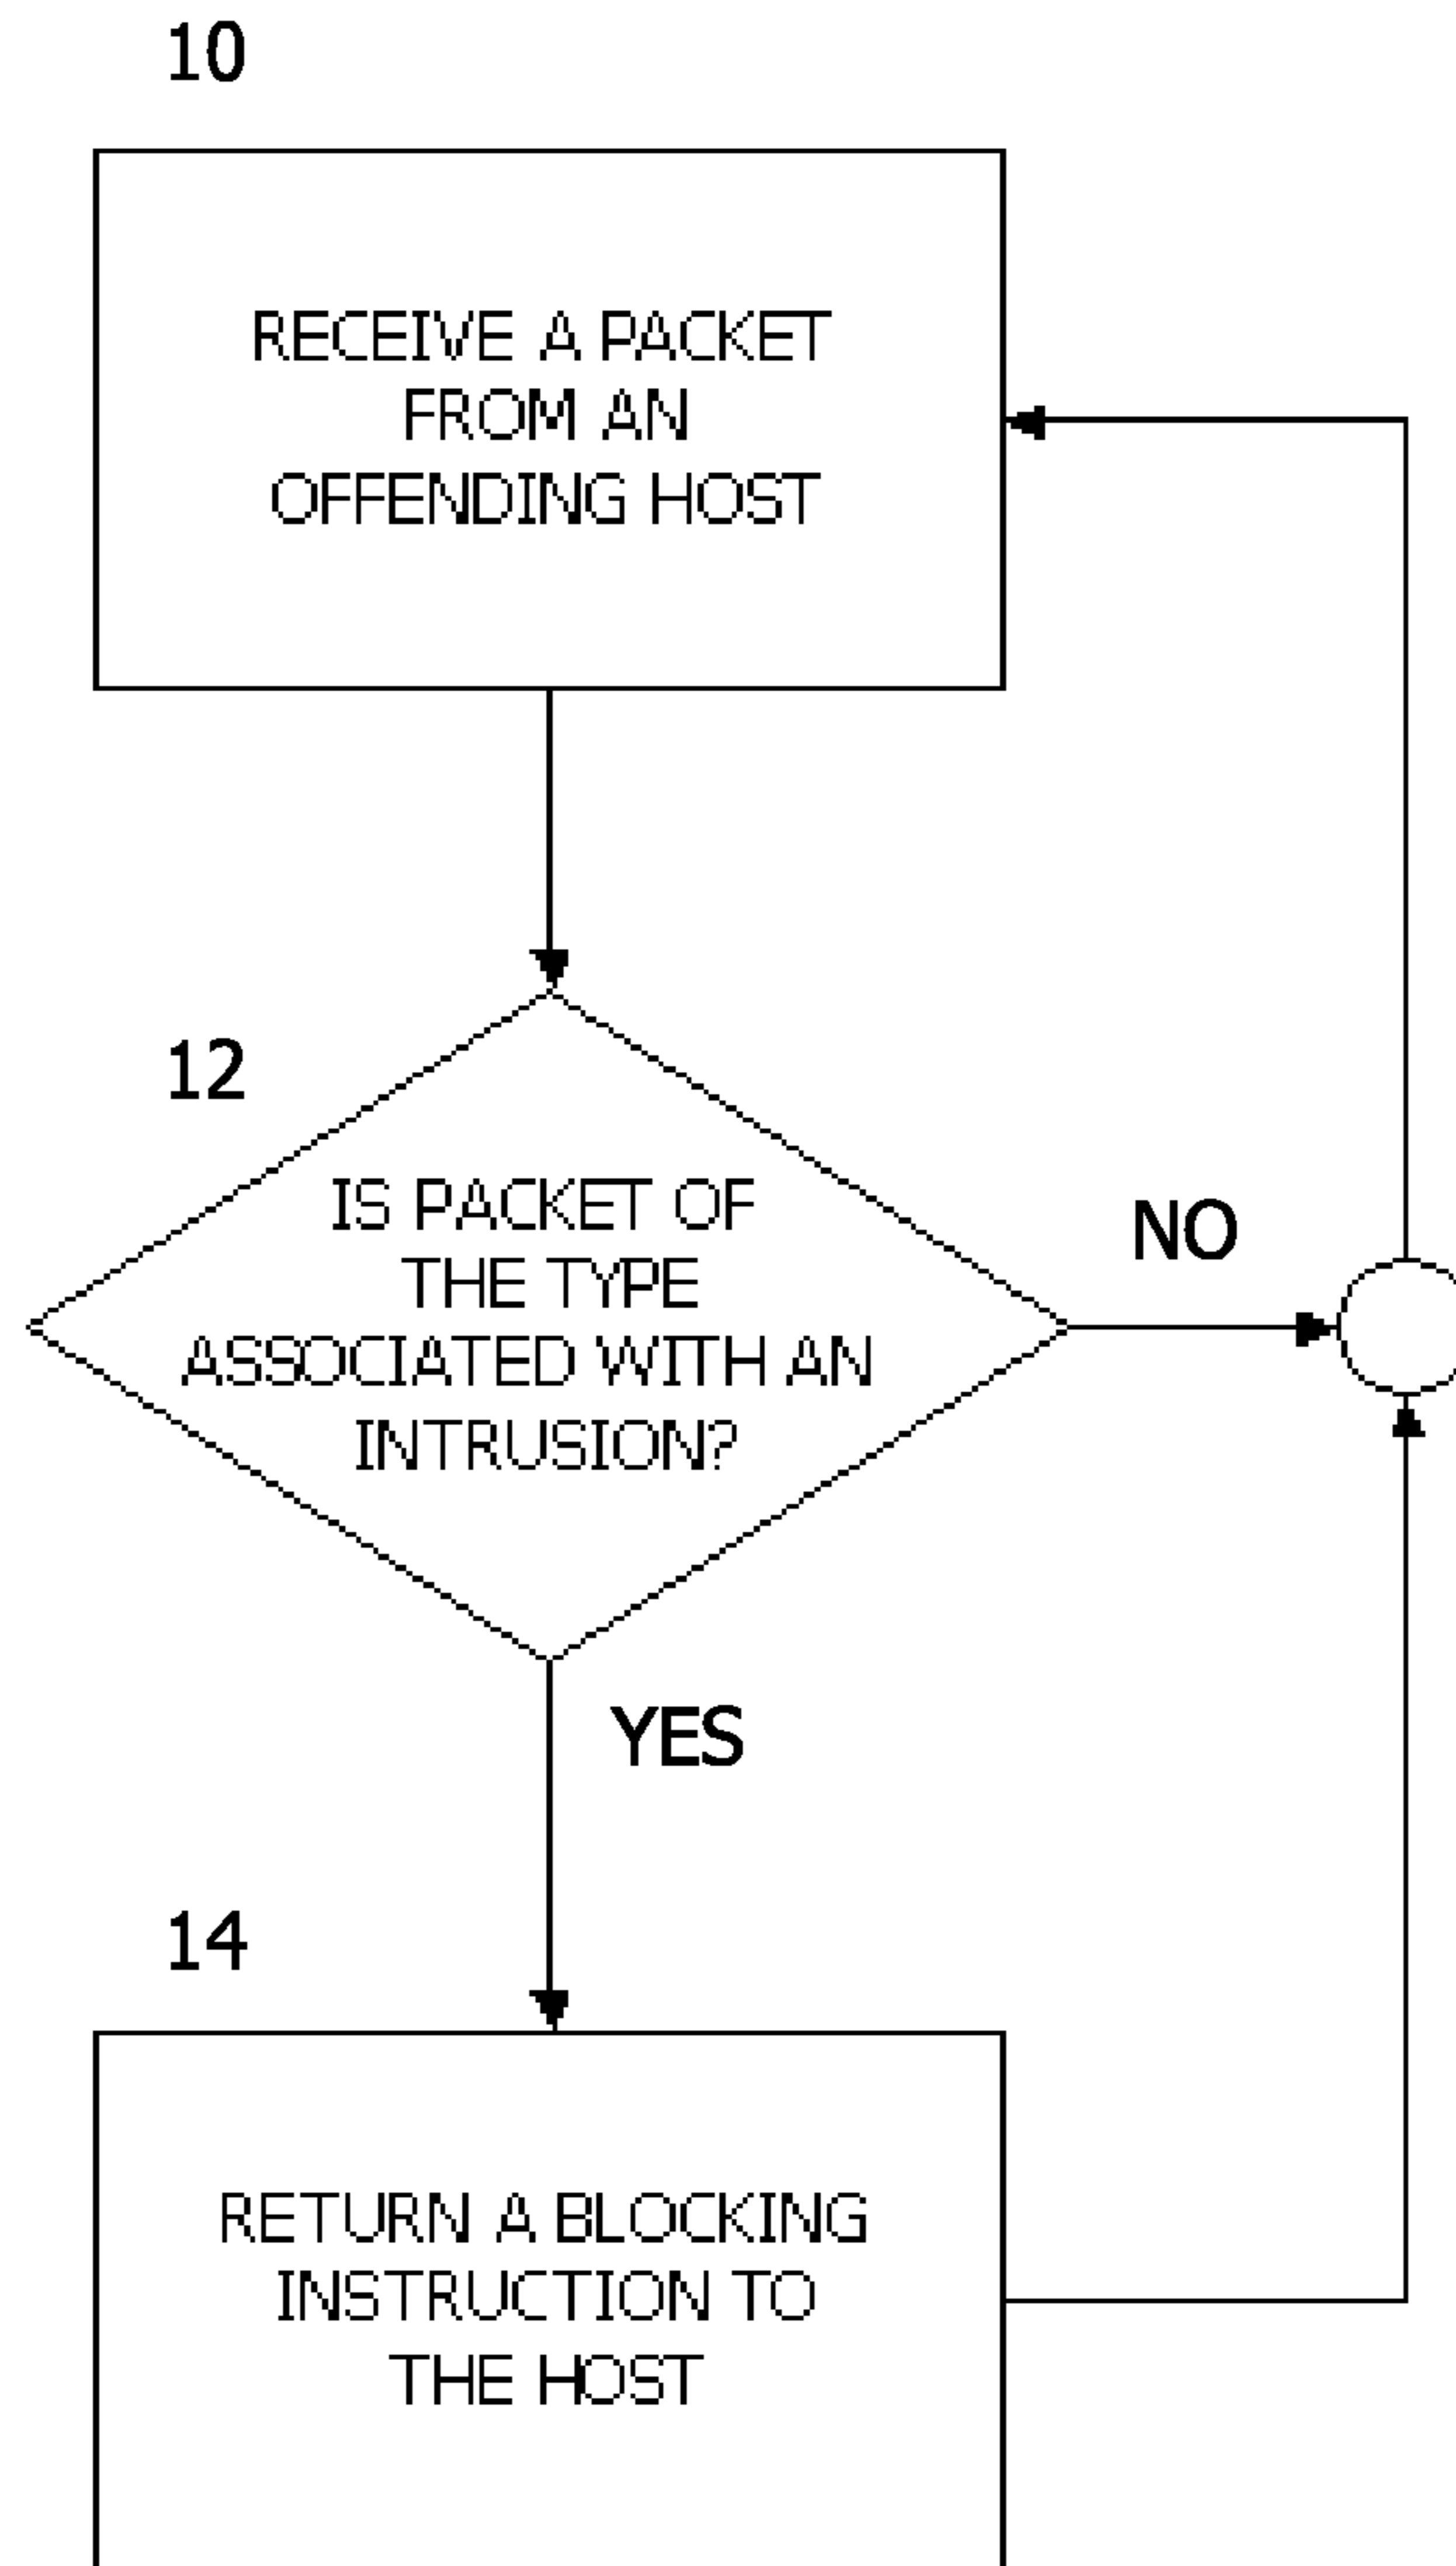 10
RECEIVE A PACKET
FROM AN
OFFENDING HOST
12
IS PACKET OF
THE TYPE
ASSOCIATED WITH AN
INTRUSION?
NO
YES
14
RETURN A BLOCKING
INSTRUCTION TO
THE HOST